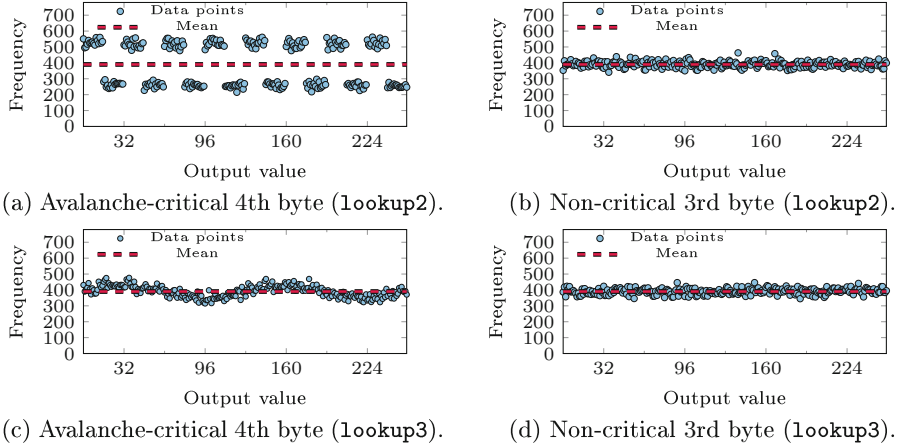 Data points
Mean
Frequency
700
600
500
400
300
200
100
0
32 96 160 224
Output value
(a) Avalanche-critical 4th byte (lookup2).
Data points
Mean
Frequency
700
600
500
400
300
200
100
0
32 96 160 224
Output value
(b) Non-critical 3rd byte (lookup2).
Data points
Mean
Frequency
700
600
500
400
300
200
100
0
32 96 160 224
Output value
(c) Avalanche-critical 4th byte (lookup3).
Data points
Mean
Frequency
700
600
500
400
300
200
100
0
32 96 160 224
Output value
(d) Non-critical 3rd byte (lookup3).